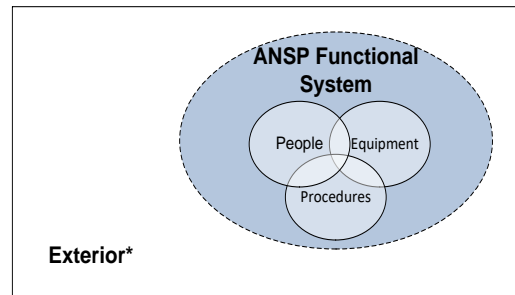 ANSP Functional
System
People Equipment
Procedures
Exterior*